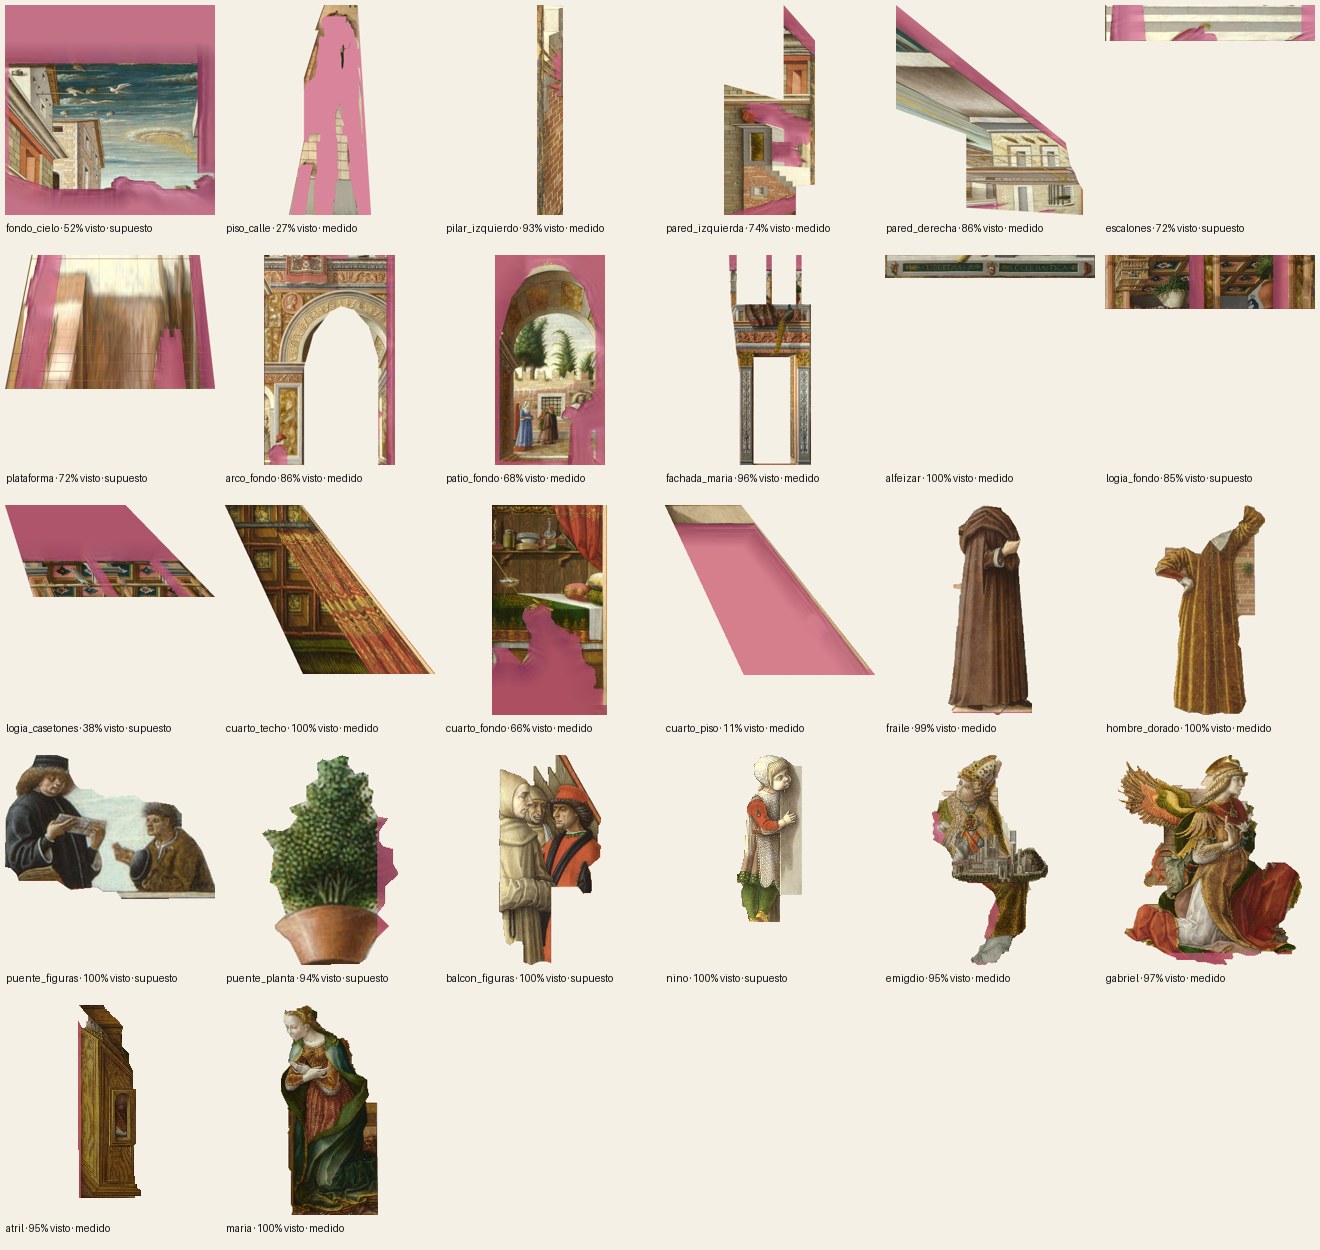 fondo_cielo · 52% visto · supuesto
piso_calle · 27% visto · medido
pilar_izquierdo · 93% visto · medido
pared_izquierda · 74% visto · medido
pared_derecha · 86% visto · medido
escalones · 72% visto · supuesto
plataforma · 72% visto · supuesto
arco_fondo · 86% visto · medido
patio_fondo · 68% visto · medido
fachada_maria · 96% visto · medido
alfeizar · 100% visto · medido
logia_fondo · 85% visto · supuesto
logia_casetones · 38% visto · supuesto
cuarto_techo · 100% visto · medido
cuarto_fondo · 66% visto · medido
cuarto_piso · 11% visto · medido
fraile · 99% visto · medido
hombre_dorado · 100% visto · medido
puente_figuras · 100% visto · supuesto
puente_planta · 94% visto · supuesto
balcon_figuras · 100% visto · supuesto
nino · 100% visto · supuesto
emigdio · 95% visto · medido
gabriel · 97% visto · medido
atril · 95% visto · medido
maria · 100% visto · medido